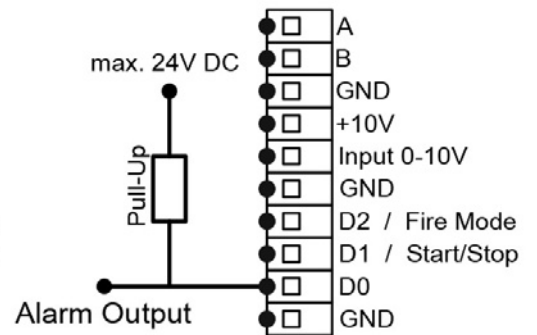 A
B
max. 24V DC
GND
+10V
Input 0-10V
Pull-Up
GND
D2 / Fire Mode
D1 / Start/Stop
D0
Alarm Output
GND